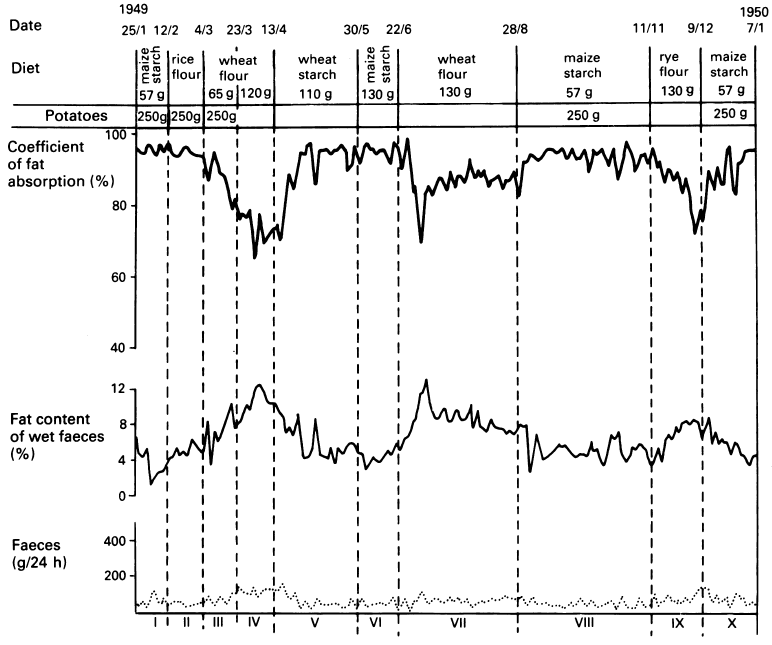 1949
1950
Date
25/1 12/2 4/3 23/3 13/4 30/5 22/6 28/8 11/11 9/12 7/1
Diet
maize starch
rice flour
wheat flour
wheat starch
maize starch
wheat flour
maize starch
rye flour
maize starch
57 g 65 g 120 g 110 g 130 g 130 g 57 g 130 g 57 g
Potatoes 250g 250g 250g 250 g 250 g
Coefficient
of fat
absorption (%)
100
80
60
40
Fat content
of wet faeces
(%)
12
8
4
0
Faeces
(g/24 h)
400
200
I II III IV V VI VII VIII IX X